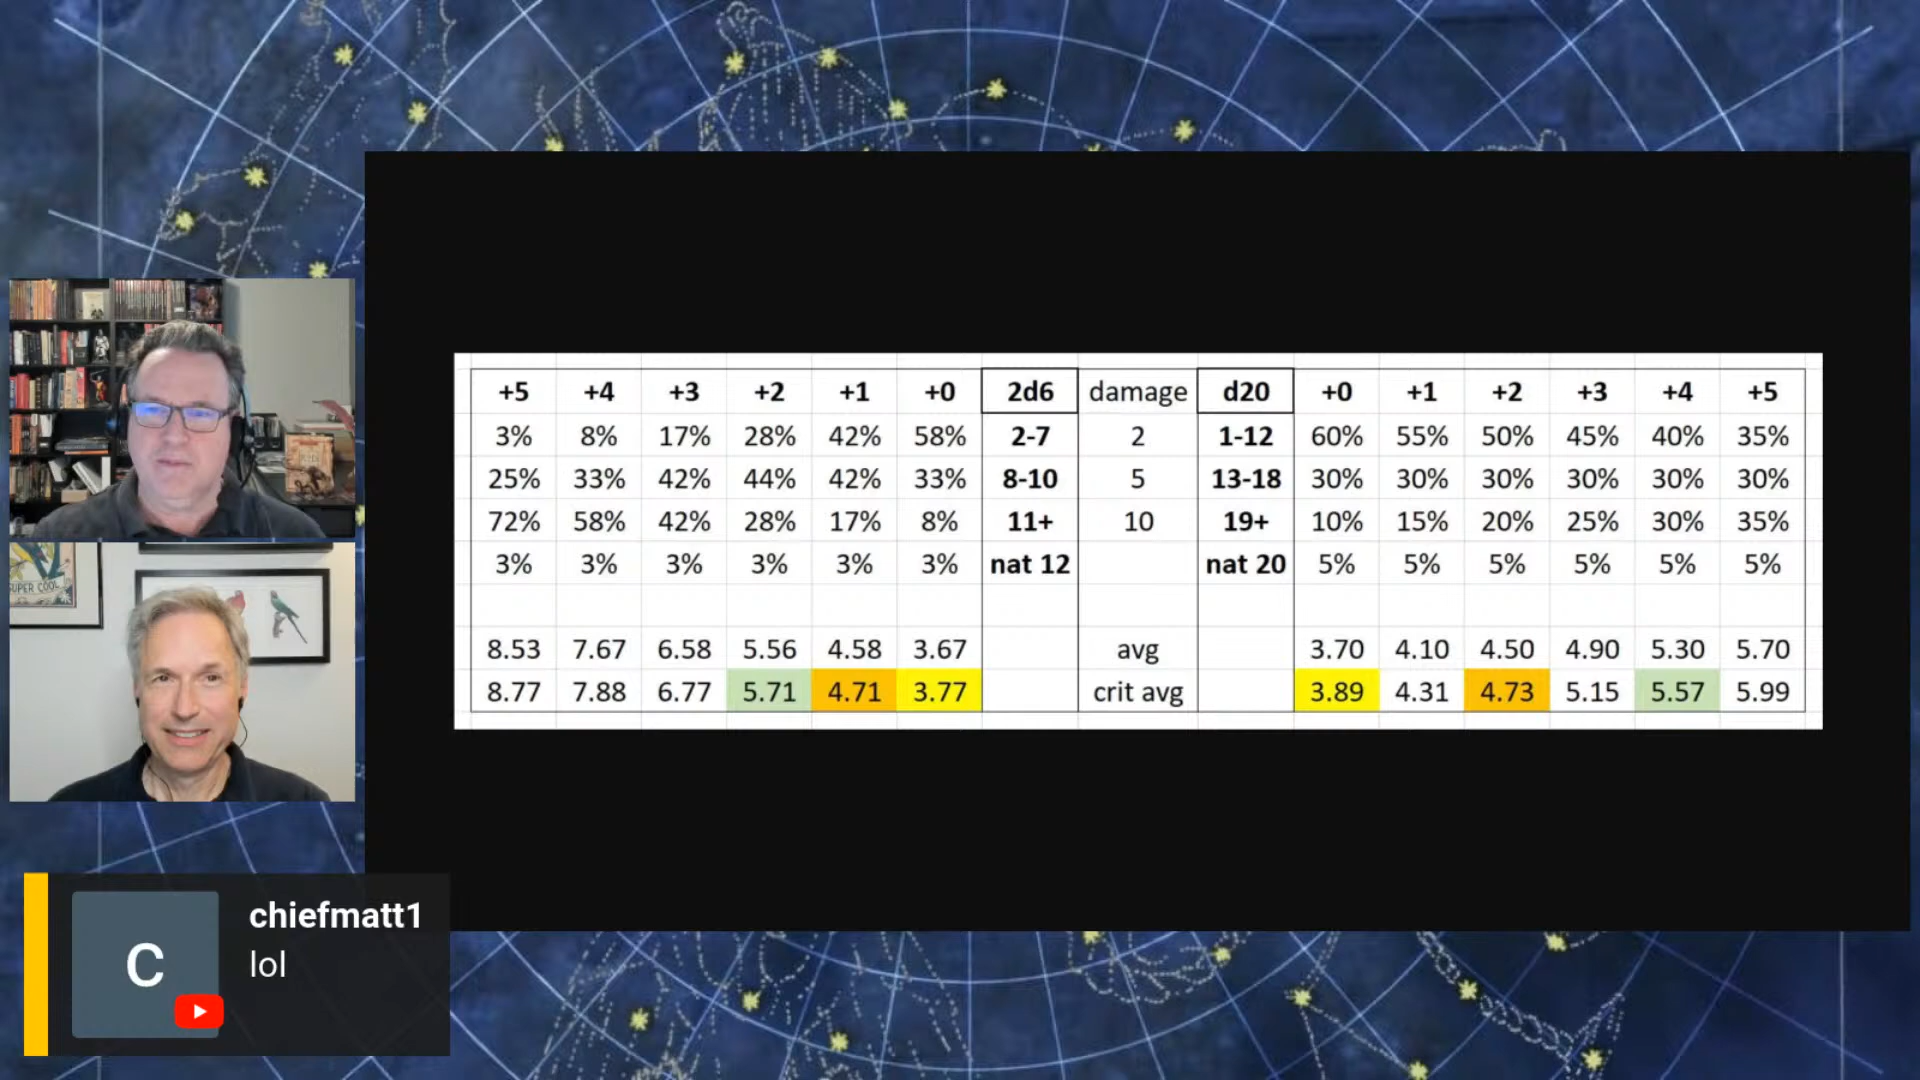 +5 +4 +3 +2 +1 +0 2d6 damage d20 +0 +1 +2 +3 +4 +5
3% 8% 17% 28% 42% 58% 2-7 2 1-12 60% 55% 50% 45% 40% 35%
25% 33% 42% 44% 42% 33% 8-10 5 13-18 30% 30% 30% 30% 30% 30%
72% 58% 42% 28% 17% 8% 11+ 10 19+ 10% 15% 20% 25% 30% 35%
3% 3% 3% 3% 3% 3% nat 12 nat 20 5% 5% 5% 5% 5% 5%
8.53 7.67 6.58 5.56 4.58 3.67 avg 3.70 4.10 4.50 4.90 5.30 5.70
8.77 7.88 6.77 5.71 4.71 3.77 crit avg 3.89 4.31 4.73 5.15 5.57 5.99
SUPER COOL
C
chiefmatt1
lol